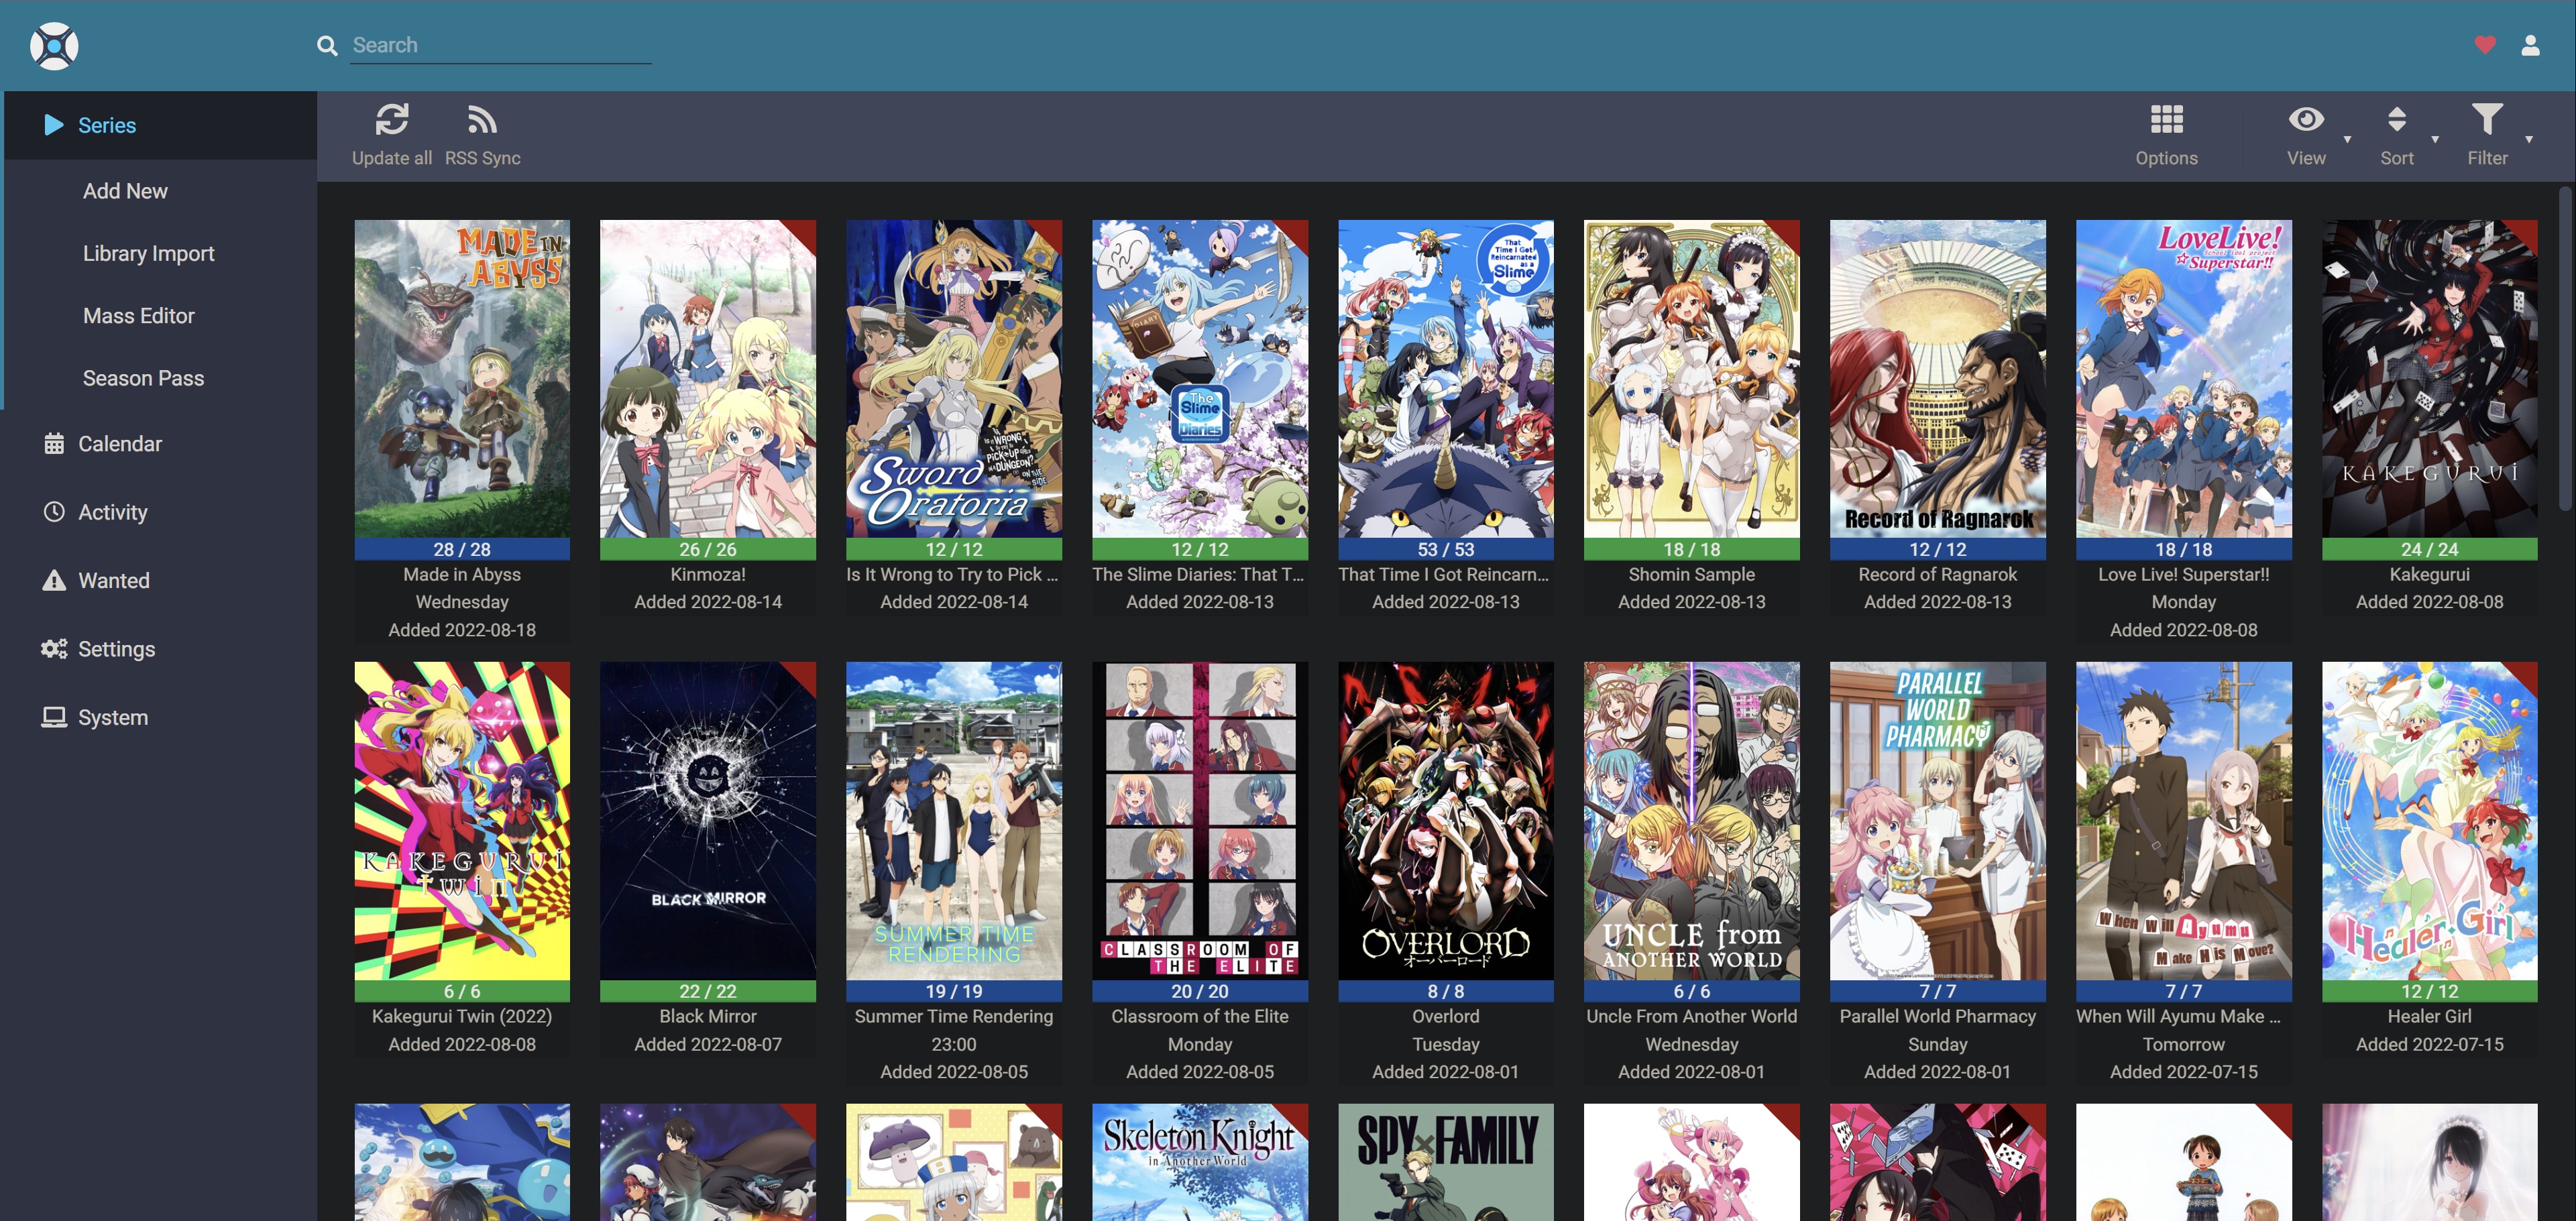 Search
Series
Add New
Library Import
Mass Editor
Season Pass
Calendar
Activity
Wanted
Settings
System
Update all
RSS Sync
Options
View
Sort
Filter
MADE IN
ABYSS
28 / 28
Made in Abyss
Wednesday
Added 2022-08-18
26 / 26
Kinmoza!
Added 2022-08-14
IS IT WRONG
TO TRY TO
PICK UP GIRLS
IN A DUNGEON?
ON THE
SIDE
Sword
Oratoria
12 / 12
Is It Wrong to Try to Pick ...
Added 2022-08-14
DIARY
The
Slime
Diaries
12 / 12
The Slime Diaries: That T...
Added 2022-08-13
That
Time I Got
Reincarnated
as a
Slime
53 / 53
That Time I Got Reincarn...
Added 2022-08-13
18 / 18
Shomin Sample
Added 2022-08-13
Record of Ragnarok
12 / 12
Record of Ragnarok
Added 2022-08-13
LoveLive!
School idol project
Superstar!!
18 / 18
Love Live! Superstar!!
Monday
Added 2022-08-08
KAKEGURUI
24 / 24
Kakegurui
Added 2022-08-08
KAKEGURUI
TWIN
6 / 6
Kakegurui Twin (2022)
Added 2022-08-08
BLACK MIRROR
22 / 22
Black Mirror
Added 2022-08-07
SUMMER TIME
RENDERING
19 / 19
Summer Time Rendering
23:00
Added 2022-08-05
CLASSROOM OF
THE ELITE
20 / 20
Classroom of the Elite
Monday
Added 2022-08-05
OVERLORD
オーバーロード
8 / 8
Overlord
Tuesday
Added 2022-08-01
UNCLE from
ANOTHER WORLD
6 / 6
Uncle From Another World
Wednesday
Added 2022-08-01
PARALLEL
WORLD
PHARMACY
7 / 7
Parallel World Pharmacy
Sunday
Added 2022-08-01
When Will Ayumu
Make His Move?
7 / 7
When Will Ayumu Make ...
Tomorrow
Added 2022-07-15
Healer Girl
12 / 12
Healer Girl
Added 2022-07-15
Skeleton Knight
in Another World
SPY×FAMILY